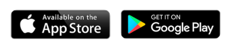 Available on the
App Store
GET IT ON
Google Play